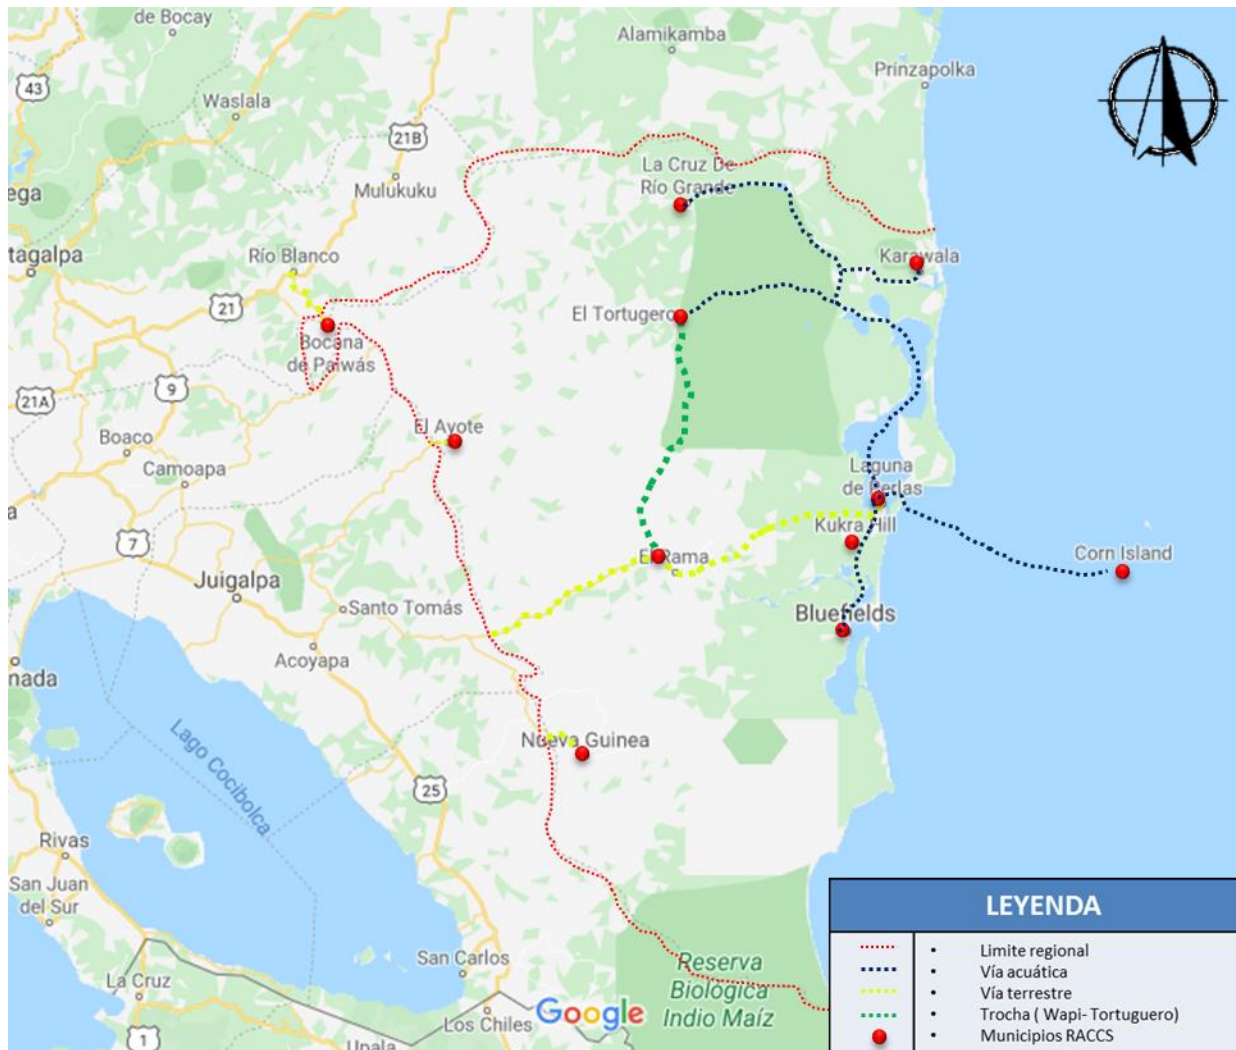 de Bocay
Alamikamba
Prinzapolka
43
Waslala
21B
Mulukuku
La Cruz De
Río Grande
ega
tagalpa
Río Blanco
Karawala
21
El Tortugero
Bocana
de Paiwás
9
21A
El Ayote
Boaco
Camoapa
Laguna
de Perlas
a
7
Kukra Hill
El Rama
Corn Island
Juigalpa
Santo Tomás
Bluefields
Acoyapa
nada
Nueva Guinea
Lago Cocibolca
25
Rivas
San Juan
del Sur
San Carlos
Reserva
Biológica
Indio Maíz
La Cruz
Los Chiles
Google
1
Upala
LEYENDA
• Limite regional
• Vía acuática
• Vía terrestre
• Trocha ( Wapi- Tortuguero)
• Municipios RACCS